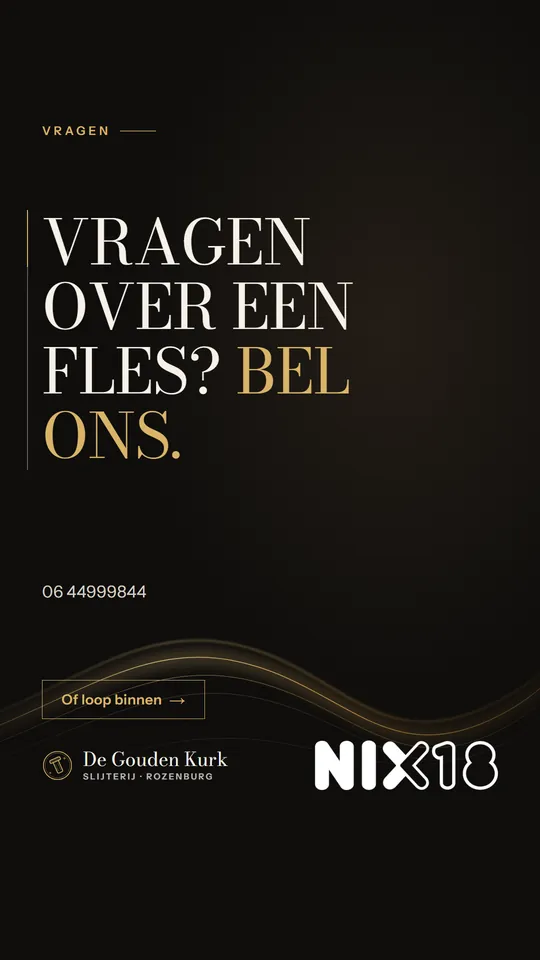 VRAGEN
VRAGEN
OVER EEN
FLES? BEL
ONS.
06 44999844
Of loop binnen →
De Gouden Kurk
SLIJTERIJ · ROZENBURG
NIX18